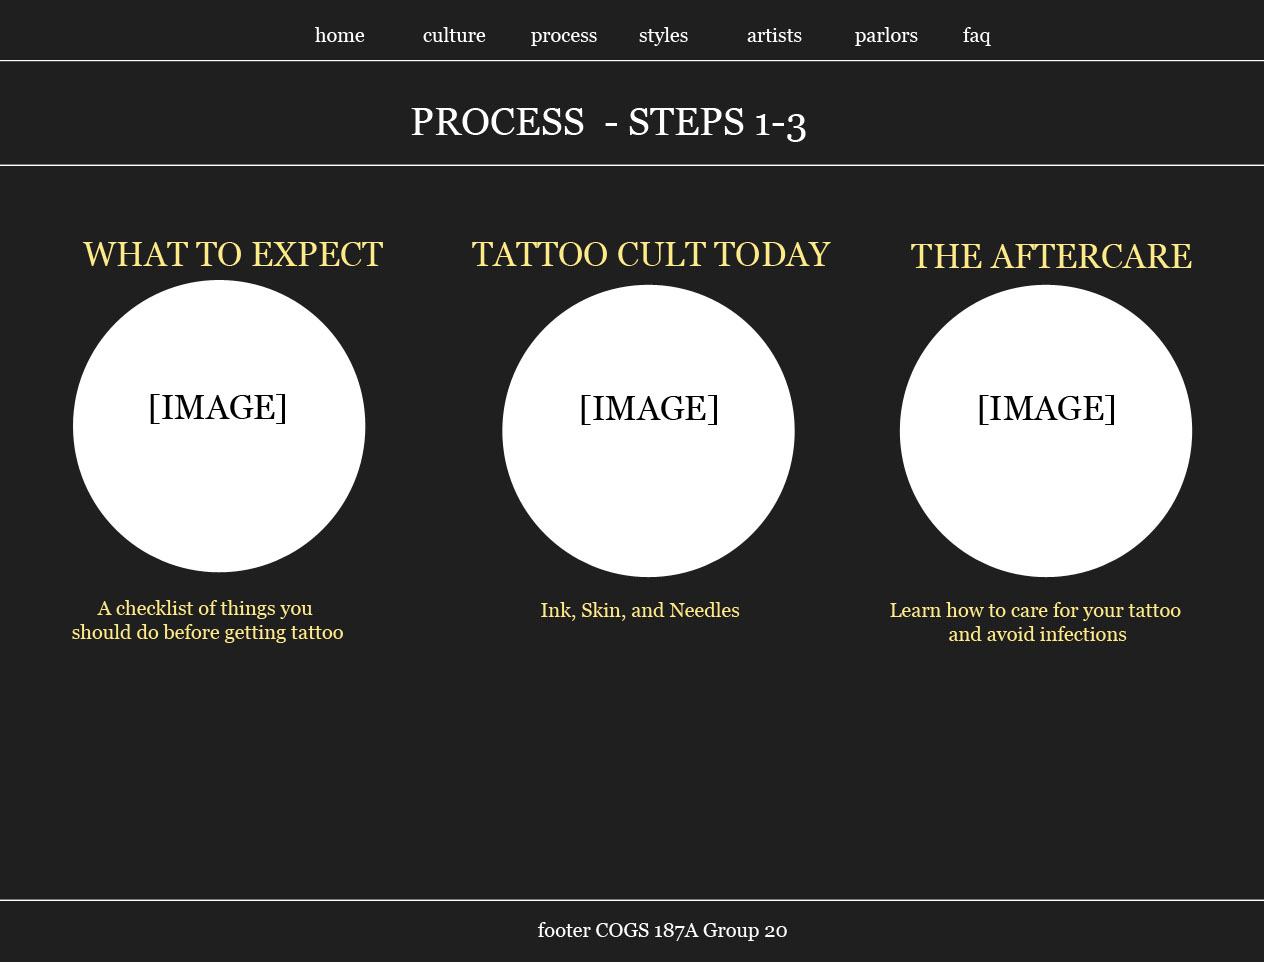 home culture process styles artists parlors faq
PROCESS - STEPS 1-3
WHAT TO EXPECT
TATTOO CULT TODAY
THE AFTERCARE
[IMAGE]
[IMAGE]
[IMAGE]
A checklist of things you
should do before getting tattoo
Ink, Skin, and Needles
Learn how to care for your tattoo
and avoid infections
footer COGS 187A Group 20